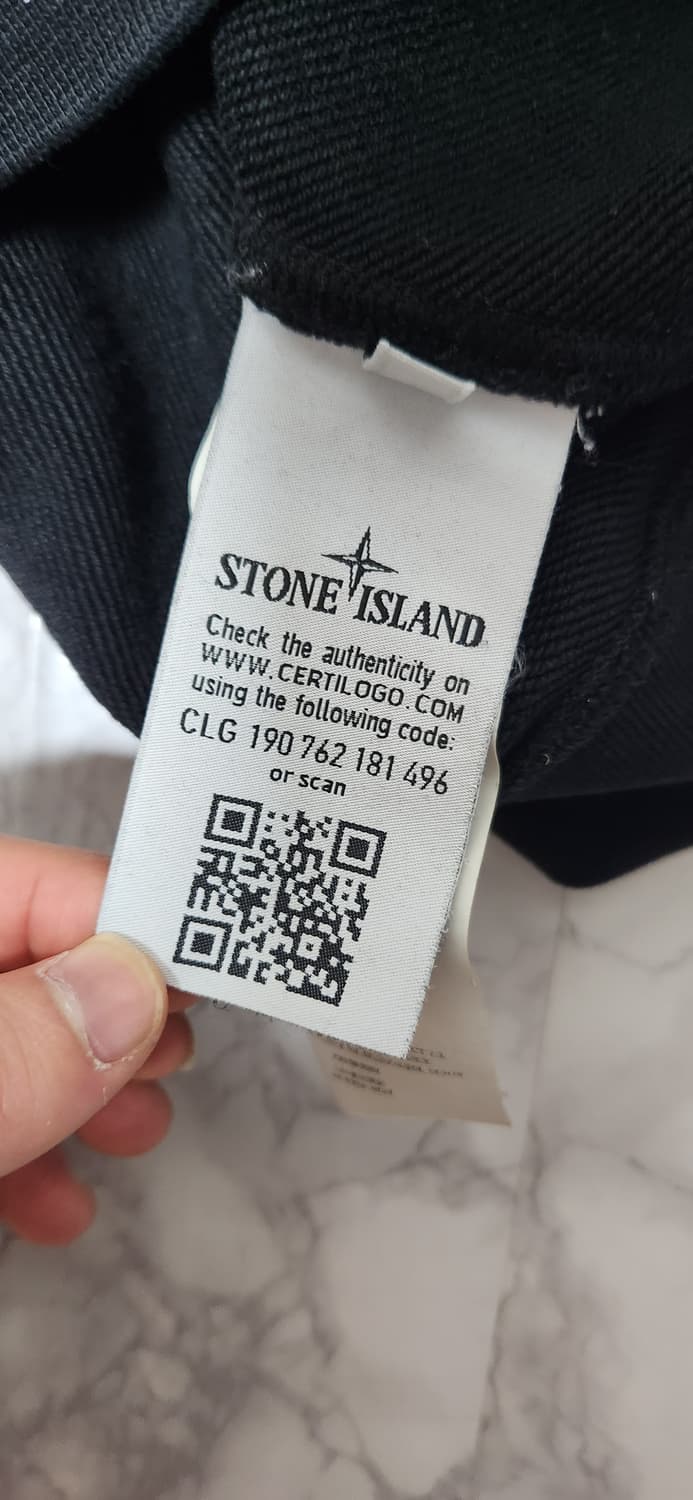 STONE ISLAND
Check the authenticity on
WWW.CERTILOGO.COM
using the following code:
CLG 190 762 181 496
or scan